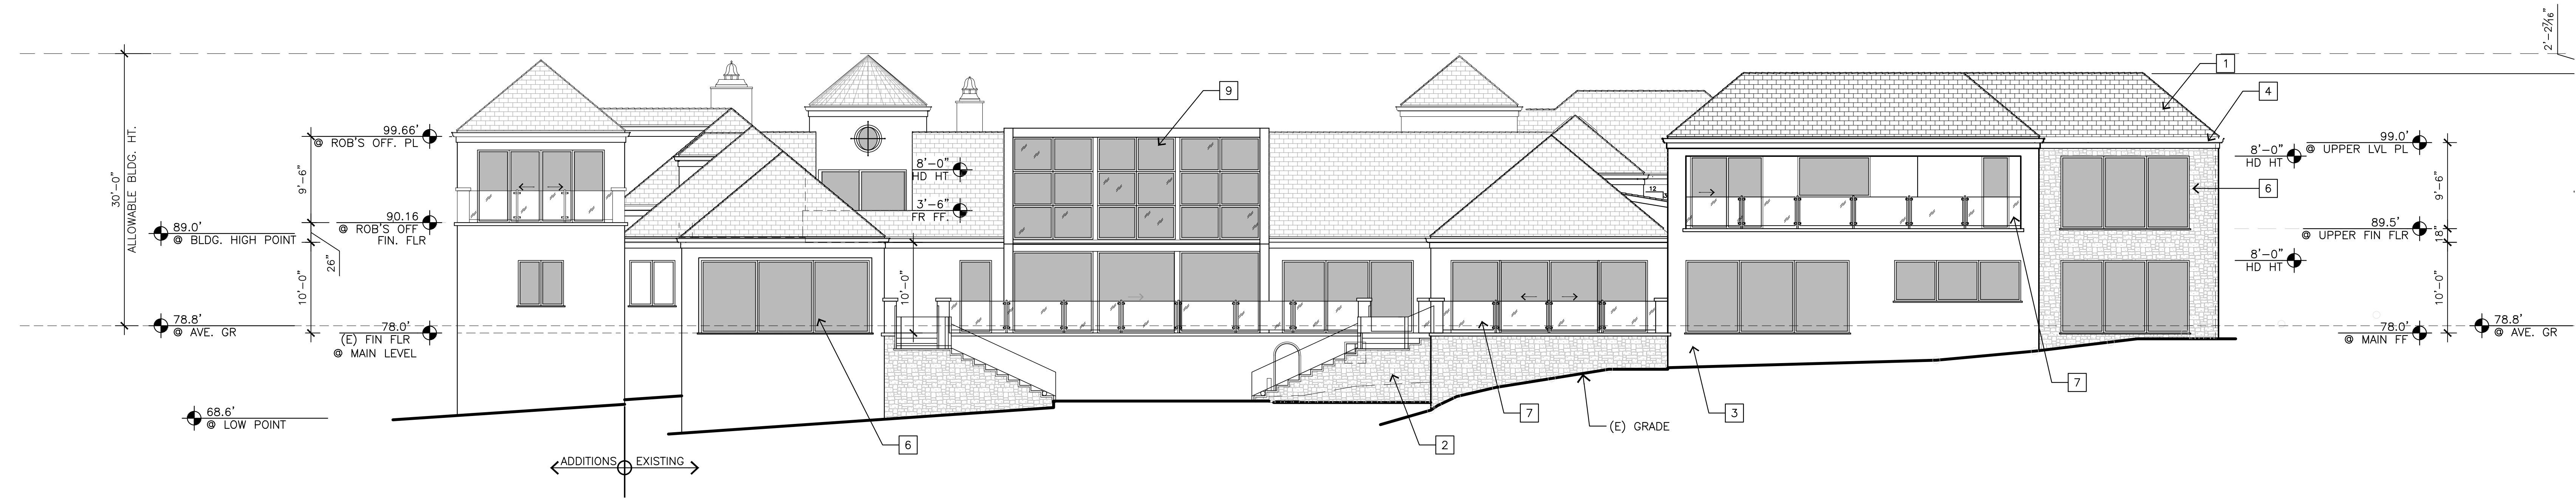 2'-2 7/16"
30'-0"
ALLOWABLE BLDG. HT.
89.0'
@ BLDG. HIGH POINT
78.8'
@ AVE. GR
68.6'
@ LOW POINT
99.66'
@ ROB'S OFF. PL
9'-6"
90.16
@ ROB'S OFF
FIN. FLR
26"
10'-0"
78.0'
(E) FIN FLR
@ MAIN LEVEL
ADDITIONS
EXISTING
8'-0"
HD HT
3'-6"
FR FF.
10'-0"
9
6
2
7
(E) GRADE
3
7
12
1
4
6
8'-0"
HD HT
99.0'
@ UPPER LVL PL
9'-6"
89.5'
@ UPPER FIN FLR
18"
8'-0"
HD HT
10'-0"
78.0'
@ MAIN FF
78.8'
@ AVE. GR